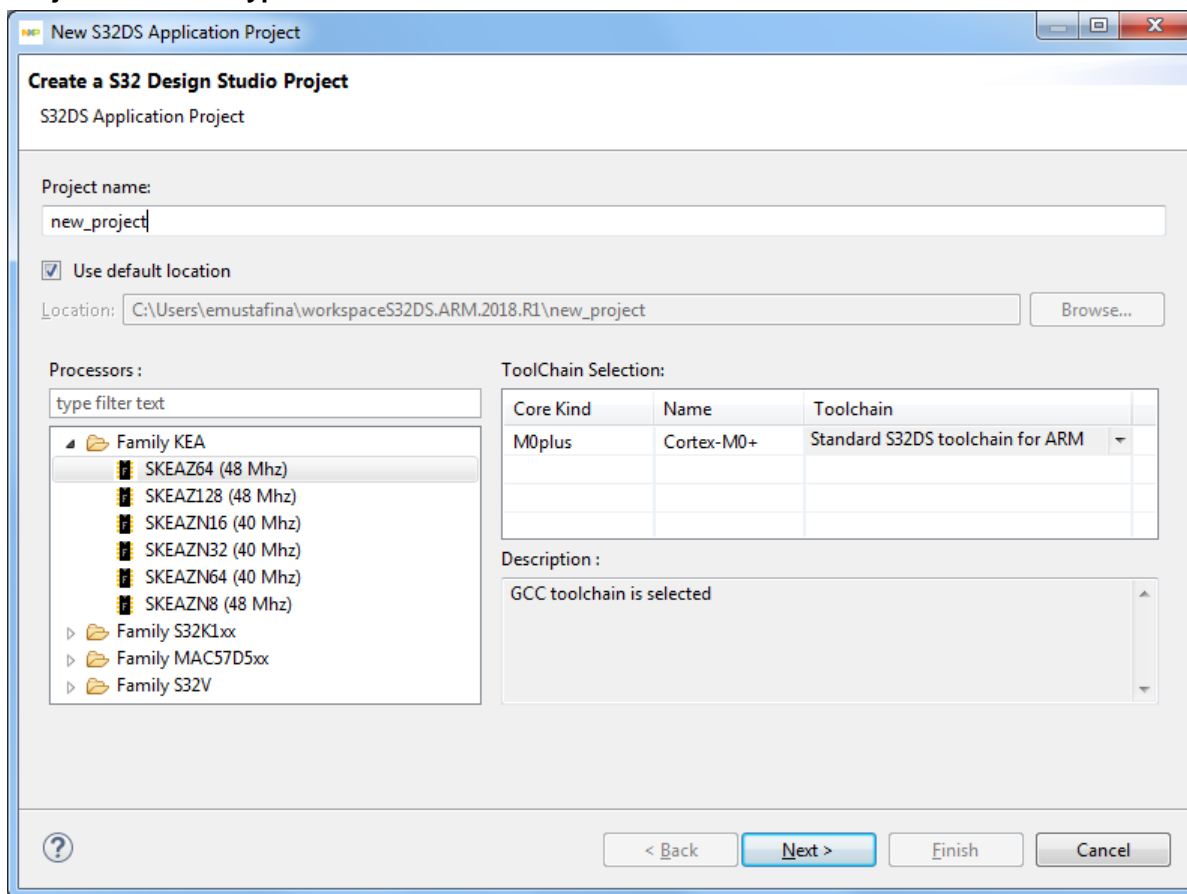 New S32DS Application Project
Create a S32 Design Studio Project
S32DS Application Project
Project name:
new_project
Use default location
Location: C:\Users\emustafina\workspaceS32DS.ARM.2018.R1\new_project Browse...
Processors :
type filter text
Family KEA
SKEAZ64 (48 Mhz)
SKEAZ128 (48 Mhz)
SKEAZN16 (40 Mhz)
SKEAZN32 (40 Mhz)
SKEAZN64 (40 Mhz)
SKEAZN8 (48 Mhz)
Family S32K1xx
Family MAC57D5xx
Family S32V
ToolChain Selection:
Core Kind Name Toolchain
M0plus Cortex-M0+ Standard S32DS toolchain for ARM
Description :
GCC toolchain is selected
< Back Next > Finish Cancel